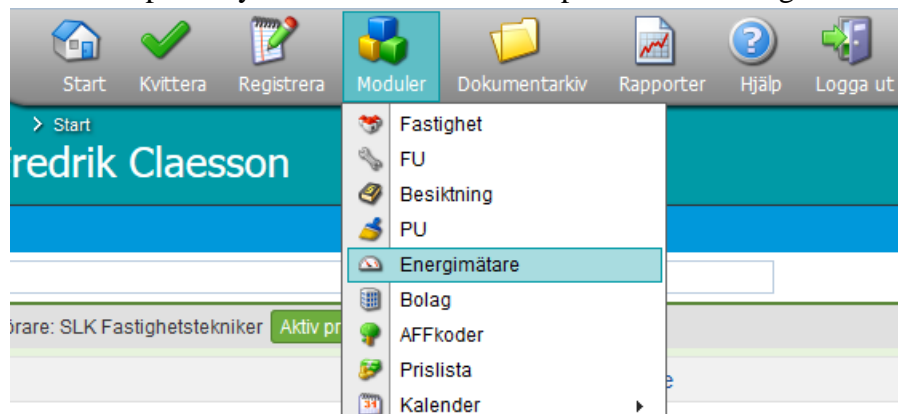 Start Kvittera Registrera Moduler Dokumentarkiv Rapporter Hjälp Logga ut
> Start
redrik Claesson
Fastighet
FU
Besiktning
PU
Energimätare
Bolag
örare: SLK Fastighetstekniker Aktiv pr
AFFkoder
Prislista
Kalender